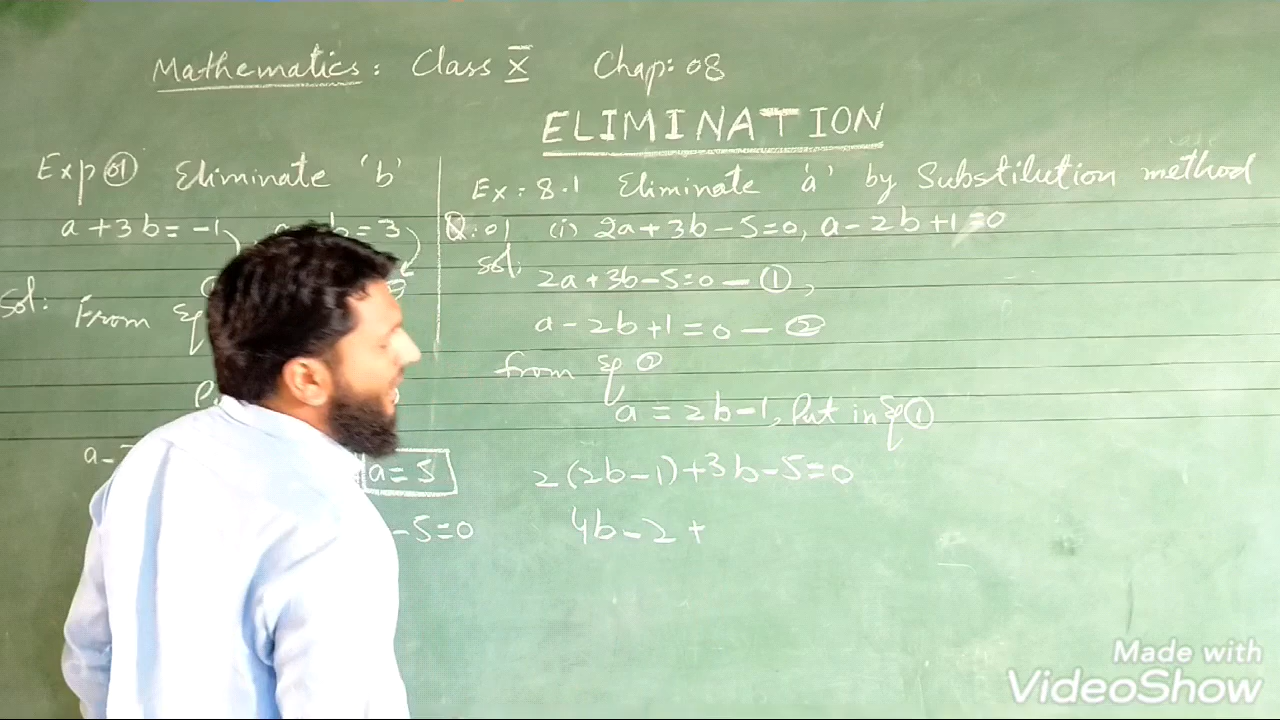 Mathematics: Class X Chap: 08
ELIMINATION
Exp 01 Eliminate 'b'
a + 3b = -1, b = 3
Sol: From Eq
a -
a = 5
- 5 = 0
Ex: 8.1 Eliminate 'a' by Substitution method
Q:01 (i) 2a + 3b - 5 = 0, a - 2b + 1 = 0
Sol:
2a + 3b - 5 = 0 — ①,
a - 2b + 1 = 0 — ②
from Eq ②
a = 2b - 1, Put in Eq ①
2(2b - 1) + 3b - 5 = 0
4b - 2 +
Made with
VideoShow